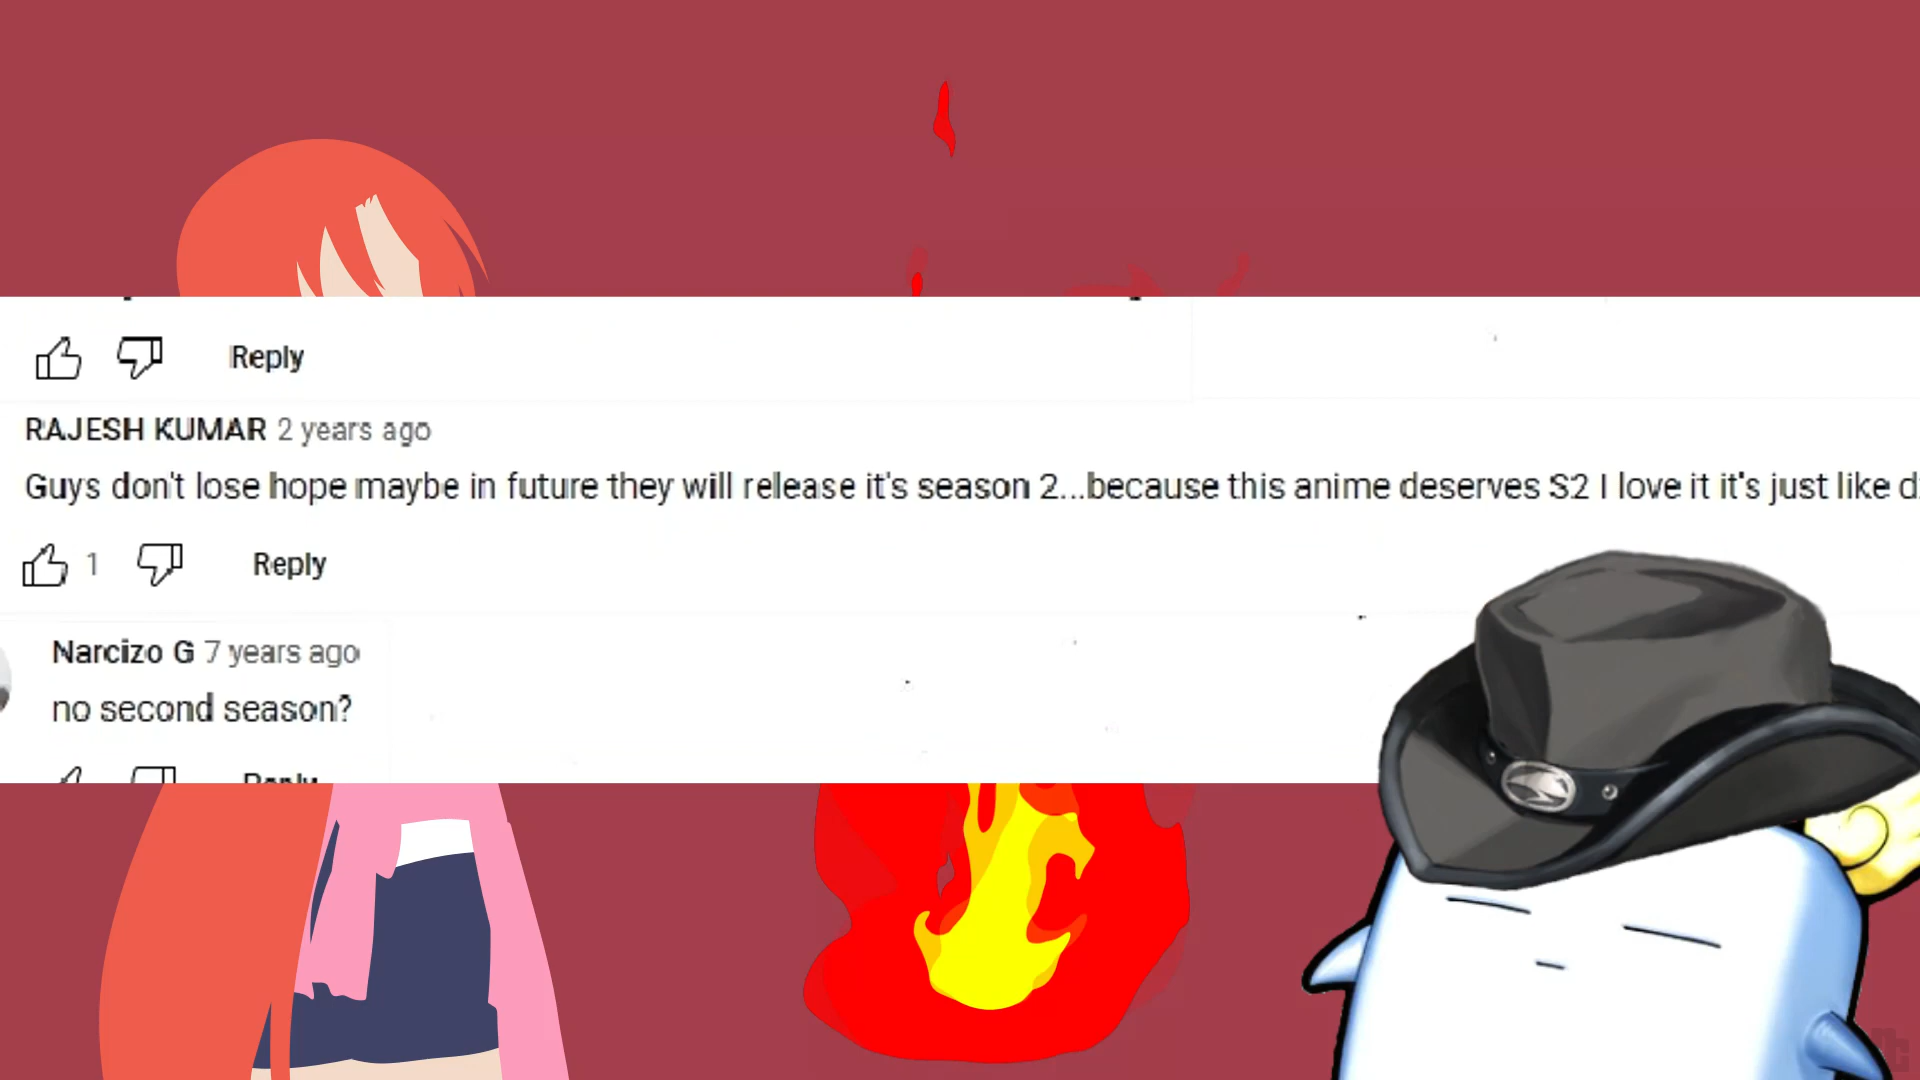 Reply
RAJESH KUMAR 2 years ago
Guys don't lose hope maybe in future they will release it's season 2...because this anime deserves S2 I love it it's just like
1 Reply
Narcizo G 7 years ago
no second season?
Reply